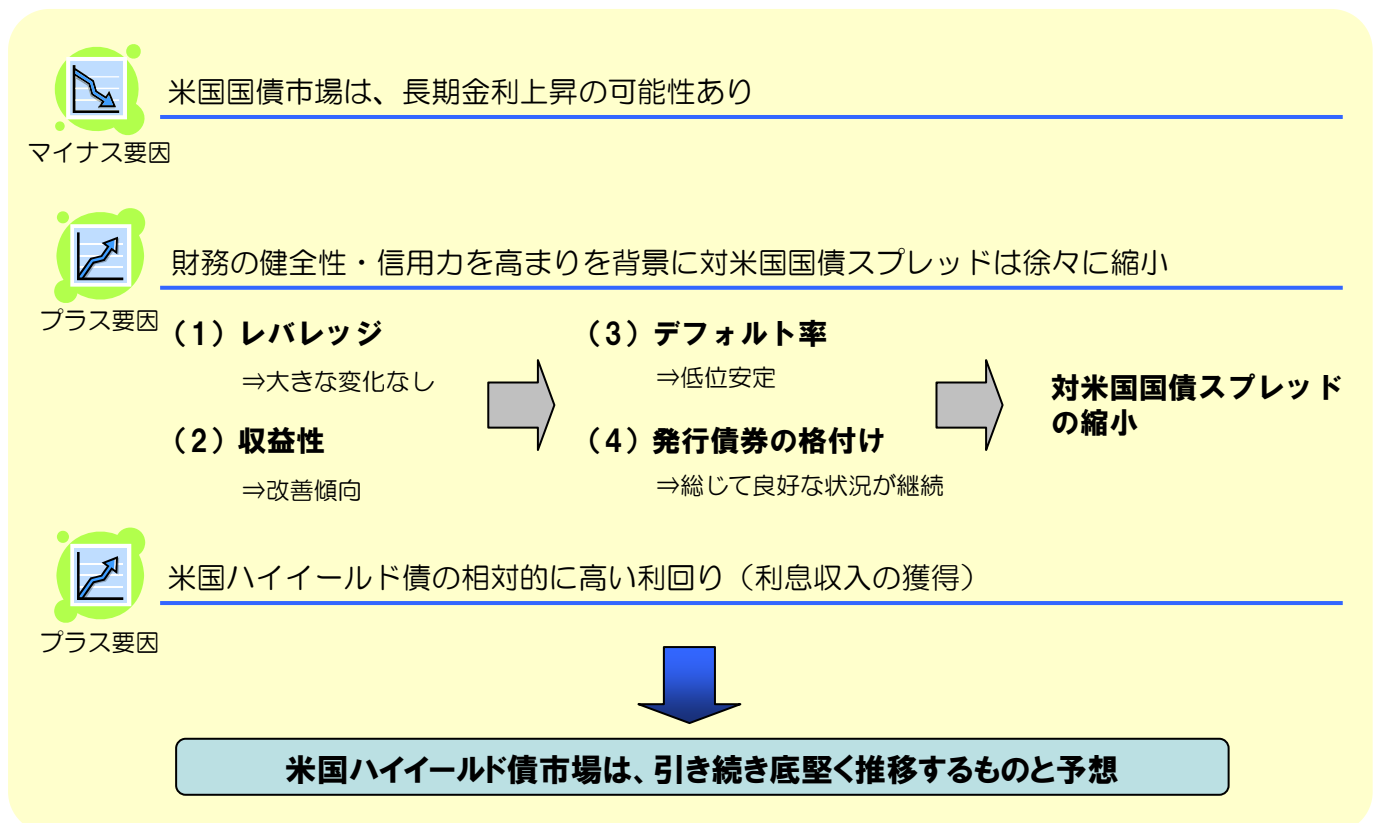 米国国債市場は、長期金利上昇の可能性あり
マイナス要因
財務の健全性・信用力を高まりを背景に対米国国債スプレッドは徐々に縮小
プラス要因
（1）レバレッジ
⇒大きな変化なし
（2）収益性
⇒改善傾向
（3）デフォルト率
⇒低位安定
（4）発行債券の格付け
⇒総じて良好な状況が継続
対米国国債スプレッド
の縮小
米国ハイイールド債の相対的に高い利回り（利息収入の獲得）
プラス要因
米国ハイイールド債市場は、引き続き底堅く推移するものと予想